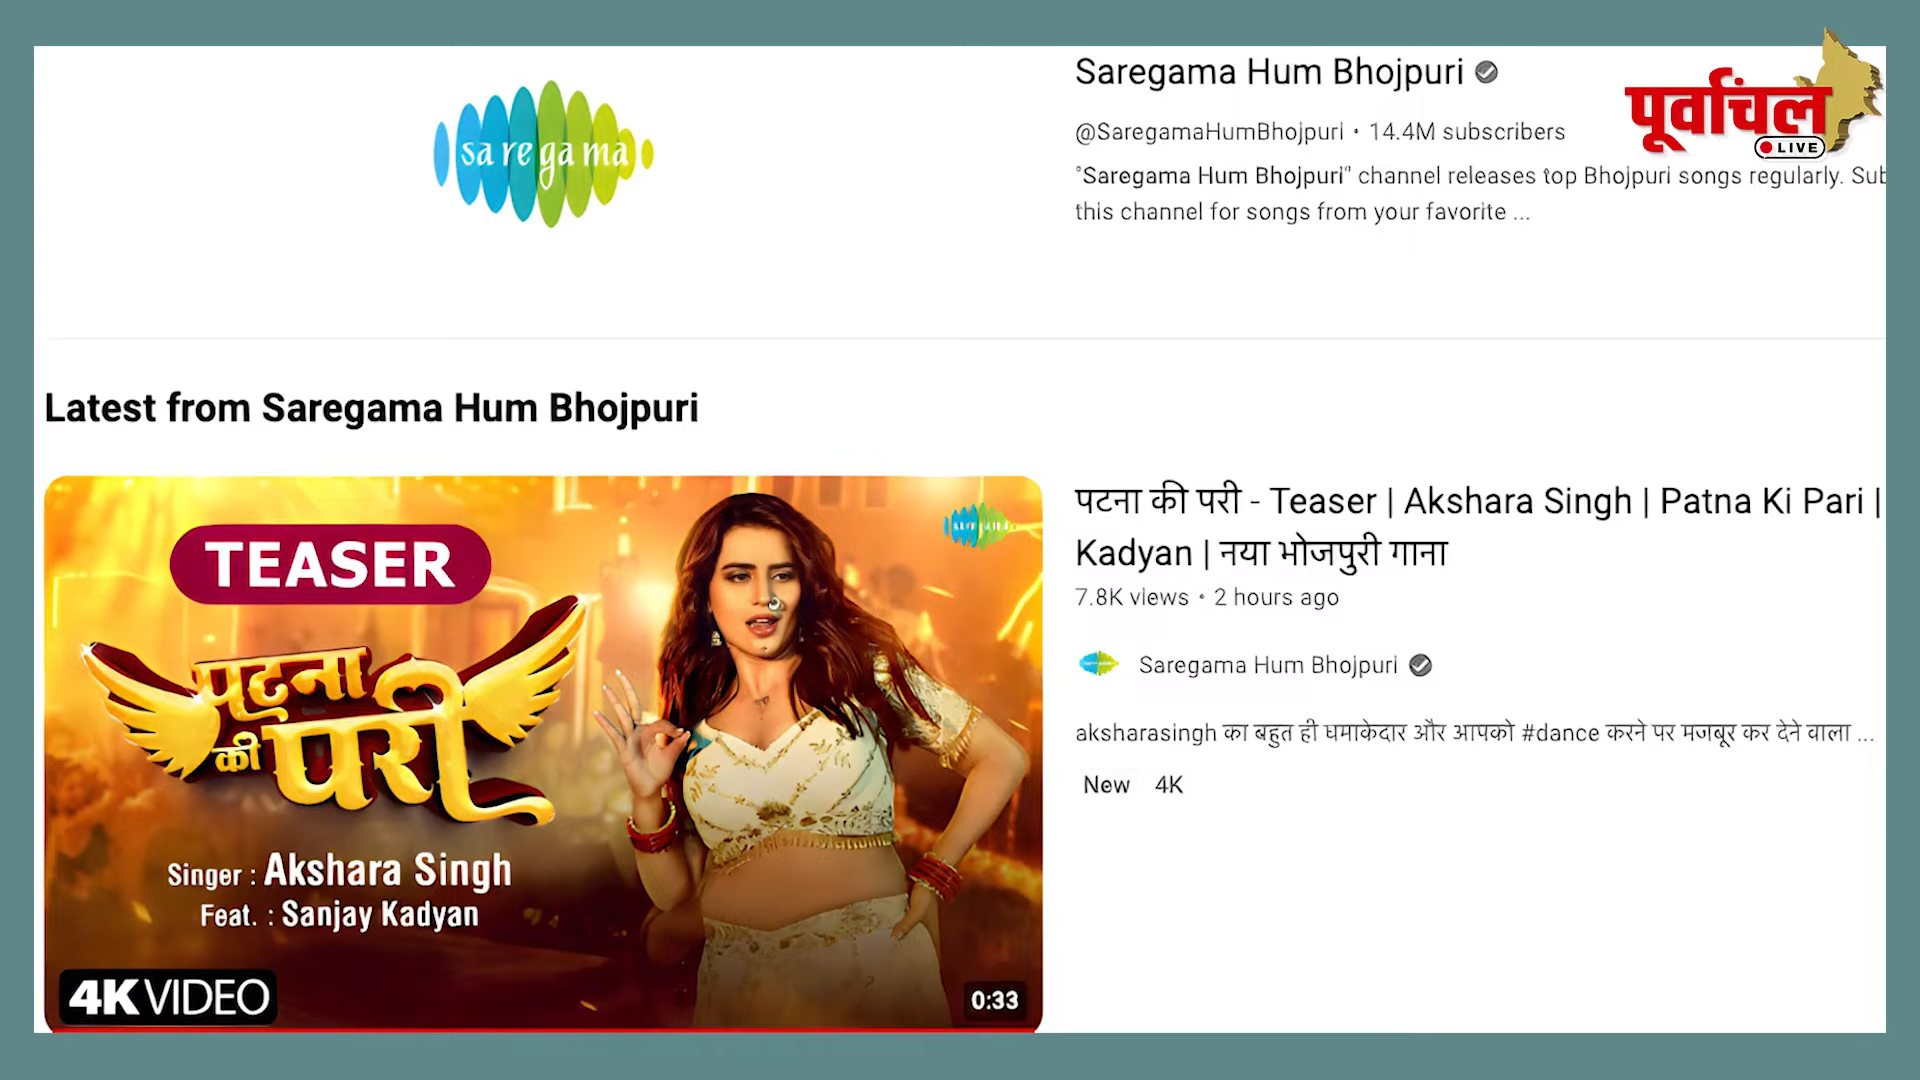 saregama
Saregama Hum Bhojpuri
@SaregamaHumBhojpuri • 14.4M subscribers
"Saregama Hum Bhojpuri" channel releases top Bhojpuri songs regularly. Sub
this channel for songs from your favorite ...
पूर्वांचल
LIVE
Latest from Saregama Hum Bhojpuri
TEASER
saregama
पटना
की परी
Singer : Akshara Singh
Feat. : Sanjay Kadyan
4K VIDEO
0:33
पटना की परी - Teaser | Akshara Singh | Patna Ki Pari |
Kadyan | नया भोजपुरी गाना
7.8K views • 2 hours ago
Saregama Hum Bhojpuri
aksharasingh का बहुत ही धमाकेदार और आपको #dance करने पर मजबूर कर देने वाला ...
New 4K